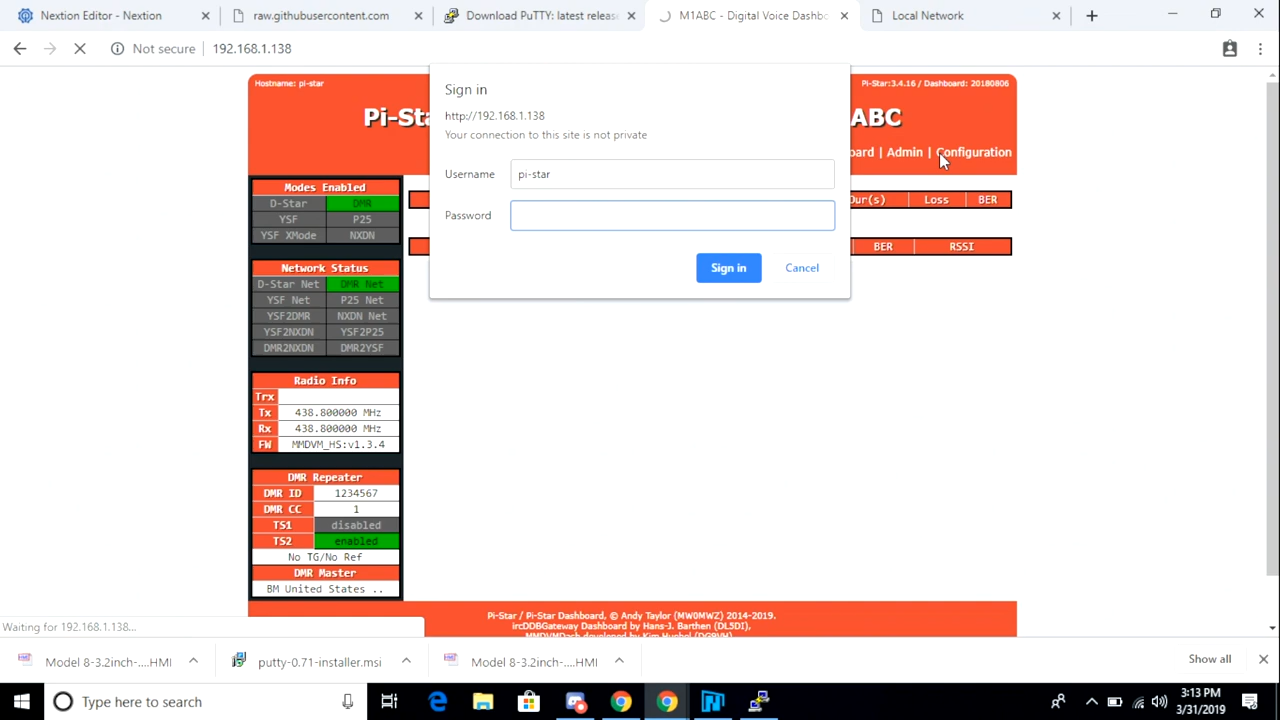 Nextion Editor - Nextion
raw.githubusercontent.com
Download PuTTY: latest releas
M1ABC - Digital Voice Dashbo
Local Network
Not secure
192.168.1.138
Hostname: pi-star
Pi-Star:3.4.16 / Dashboard: 20180806
Pi-Sta
ABC
ard | Admin | Configuration
Sign in
http://192.168.1.138
Your connection to this site is not private
Username
pi-star
Password
Sign in
Cancel
Modes Enabled
D-Star DMR
YSF P25
YSF XMode NXDN
Network Status
D-Star Net DMR Net
YSF Net P25 Net
YSF2DMR NXDN Net
YSF2NXDN YSF2P25
DMR2NXDN DMR2YSF
Radio Info
Trx
Tx 438.800000 MHz
Rx 438.800000 MHz
FW MMDVM_HS:v1.3.4
DMR Repeater
DMR ID 1234567
DMR CC 1
TS1 disabled
TS2 enabled
No TG/No Ref
DMR Master
BM United States ..
Dur(s) Loss BER
BER RSSI
Pi-Star / Pi-Star Dashboard, © Andy Taylor (MW0MWZ) 2014-2019.
ircDDBGateway Dashboard by Hans-J. Barthen (DL5DI),
MMDVMDash developed by Kim Huebel (DG9VH)
Waiting for 192.168.1.138...
Model 8-3.2inch-....HMI
putty-0.71-installer.msi
Model 8-3.2inch-....HMI
Show all
Type here to search
3:13 PM
3/31/2019